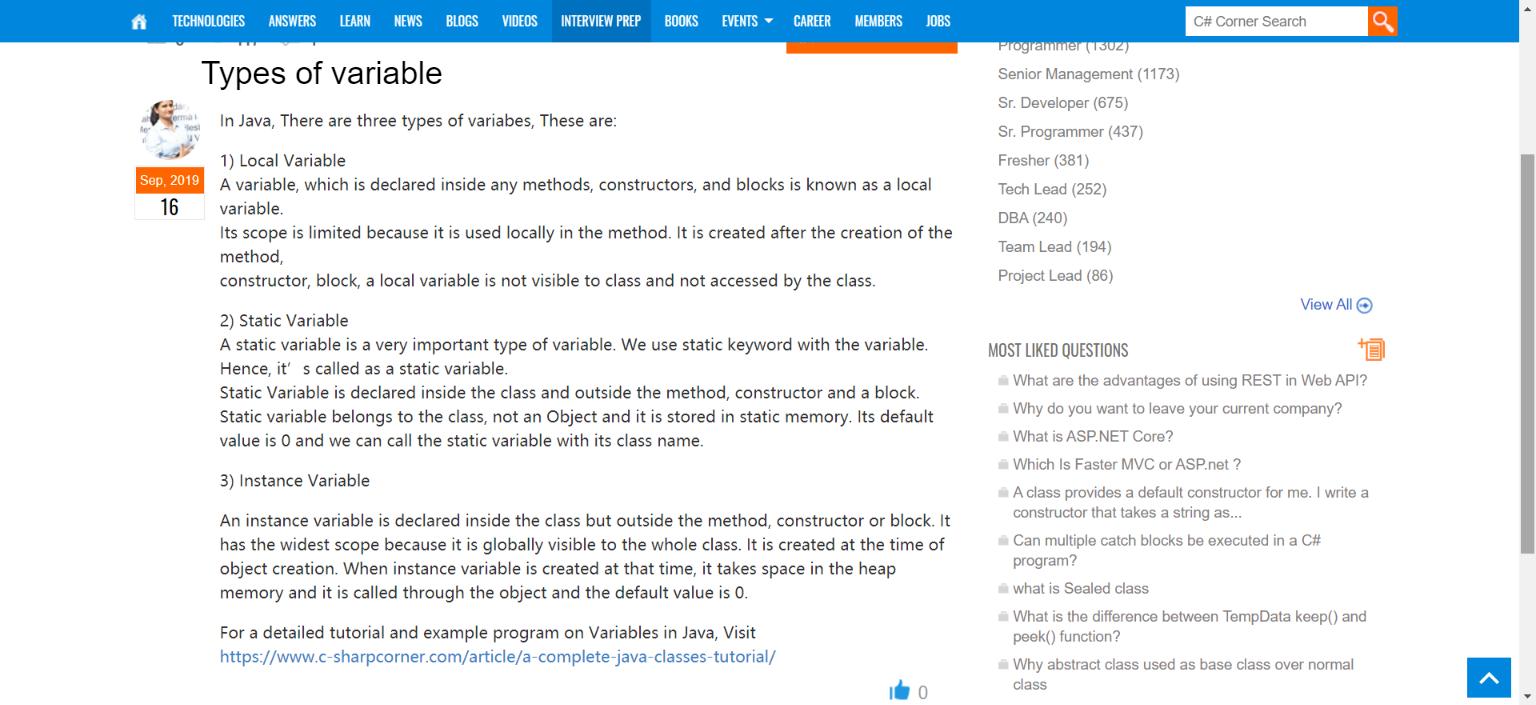 TECHNOLOGIES ANSWERS LEARN NEWS BLOGS VIDEOS INTERVIEW PREP BOOKS EVENTS CAREER MEMBERS JOBS
C# Corner Search
Types of variable
Sep, 2019
16
In Java, There are three types of variabes, These are:
1) Local Variable
A variable, which is declared inside any methods, constructors, and blocks is known as a local
variable.
Its scope is limited because it is used locally in the method. It is created after the creation of the
method,
constructor, block, a local variable is not visible to class and not accessed by the class.
2) Static Variable
A static variable is a very important type of variable. We use static keyword with the variable.
Hence, it’ s called as a static variable.
Static Variable is declared inside the class and outside the method, constructor and a block.
Static variable belongs to the class, not an Object and it is stored in static memory. Its default
value is 0 and we can call the static variable with its class name.
3) Instance Variable
An instance variable is declared inside the class but outside the method, constructor or block. It
has the widest scope because it is globally visible to the whole class. It is created at the time of
object creation. When instance variable is created at that time, it takes space in the heap
memory and it is called through the object and the default value is 0.
For a detailed tutorial and example program on Variables in Java, Visit
https://www.c-sharpcorner.com/article/a-complete-java-classes-tutorial/
0
Programmer (1302)
Senior Management (1173)
Sr. Developer (675)
Sr. Programmer (437)
Fresher (381)
Tech Lead (252)
DBA (240)
Team Lead (194)
Project Lead (86)
View All
MOST LIKED QUESTIONS
What are the advantages of using REST in Web API?
Why do you want to leave your current company?
What is ASP.NET Core?
Which Is Faster MVC or ASP.net ?
A class provides a default constructor for me. I write a
constructor that takes a string as...
Can multiple catch blocks be executed in a C#
program?
what is Sealed class
What is the difference between TempData keep() and
peek() function?
Why abstract class used as base class over normal
class